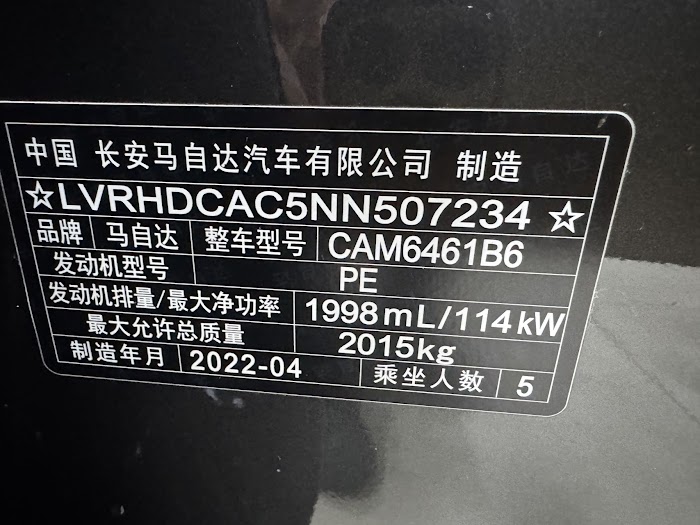 中国 长安马自达汽车有限公司 制造
☆LVRHDCAC5NN507234☆
品牌 马自达 整车型号 CAM6461B6
发动机型号 PE
发动机排量/最大净功率 1998mL/114kW
最大允许总质量 2015kg
制造年月 2022-04 乘坐人数 5